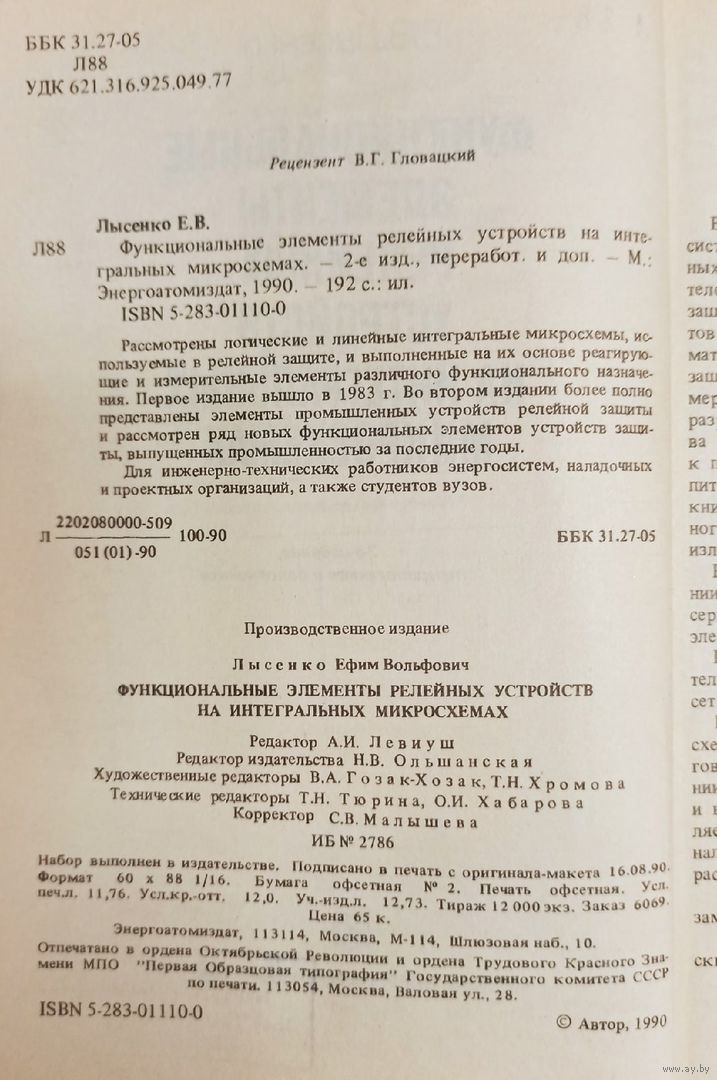 ББК 31.27-05
Л88
УДК 621.316.925.049.77
Рецензент В.Г. Гловацкий
Лысенко Е.В.
Л88 Функциональные элементы релейных устройств на инте-
гральных микросхемах. — 2-е изд., переработ. и доп. — М.:
Энергоатомиздат, 1990. — 192 с.: ил.
ISBN 5-283-01110-0
Рассмотрены логические и линейные интегральные микросхемы, ис-
пользуемые в релейной защите, и выполненные на их основе реагирую-
щие и измерительные элементы различного функционального назначе-
ния. Первое издание вышло в 1983 г. Во втором издании более полно
представлены элементы промышленных устройств релейной защиты
и рассмотрен ряд новых функциональных элементов устройств защи-
ты, выпущенных промышленностью за последние годы.
Для инженерно-технических работников энергосистем, наладочных
и проектных организаций, а также студентов вузов.
Л 2202080000-509 / 051 (01) -90 100-90 ББК 31.27-05
Производственное издание
Лысенко Ефим Вольфович
ФУНКЦИОНАЛЬНЫЕ ЭЛЕМЕНТЫ РЕЛЕЙНЫХ УСТРОЙСТВ
НА ИНТЕГРАЛЬНЫХ МИКРОСХЕМАХ
Редактор А.И. Левиуш
Редактор издательства Н.В. Ольшанская
Художественные редакторы В.А. Гозак-Хозак, Т.Н. Хромова
Технические редакторы Т.Н. Тюрина, О.И. Хабарова
Корректор С.В. Малышева
ИБ № 2786
Набор выполнен в издательстве. Подписано в печать с оригинала-макета 16.08.90.
Формат 60 х 88 1/16. Бумага офсетная № 2. Печать офсетная. Усл.
печ.л. 11,76. Усл.кр.-отт. 12,0. Уч.-изд.л. 12,73. Тираж 12 000 экз. Заказ 6069.
Цена 65 к.
Энергоатомиздат, 113114, Москва, М-114, Шлюзовая наб., 10.
Отпечатано в ордена Октябрьской Революции и ордена Трудового Красного Зна-
мени МПО "Первая Образцовая типография" Государственного комитета СССР
по печати. 113054, Москва, Валовая ул., 28.
ISBN 5-283-01110-0
© Автор, 1990
www.ay.by